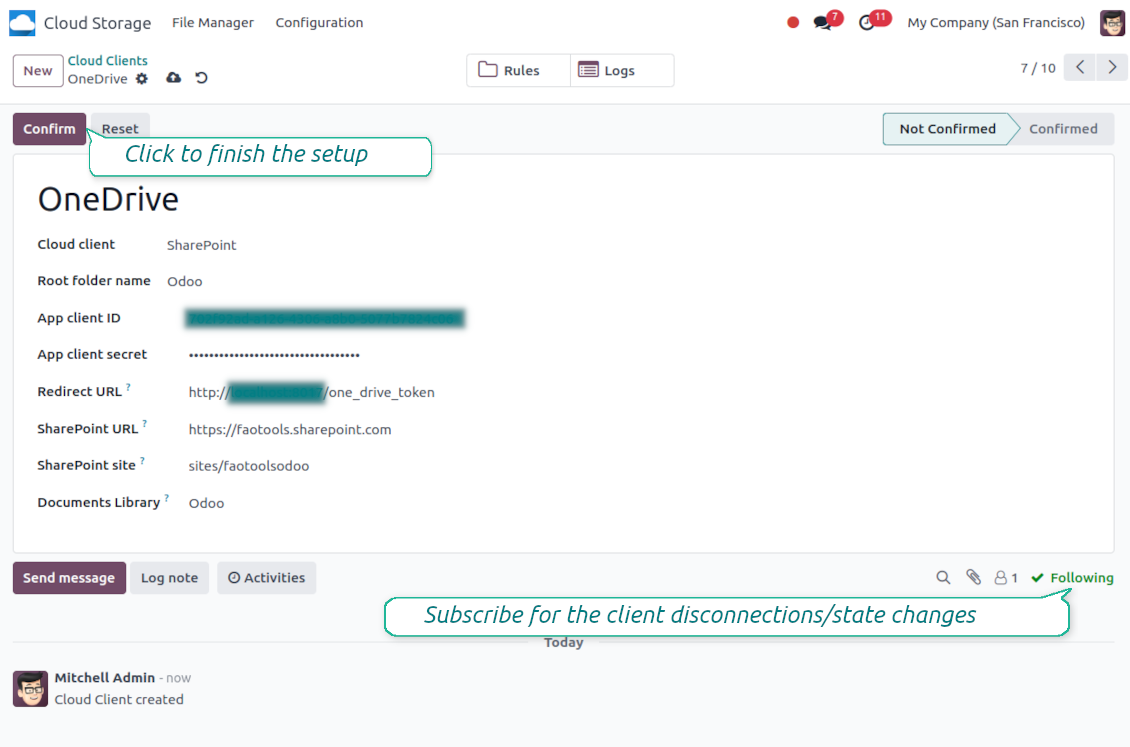 Cloud Storage File Manager Configuration 7 11 My Company (San Francisco)
New Cloud Clients Rules Logs 7 / 10
OneDrive
Confirm Reset Not Confirmed Confirmed
Click to finish the setup
OneDrive
Cloud client SharePoint
Root folder name Odoo
App client ID
App client secret ••••••••••••••••••••••••••••••••••
Redirect URL ? http:// /one_drive_token
SharePoint URL ? https://faotools.sharepoint.com
SharePoint site ? sites/faotoolsodoo
Documents Library ? Odoo
Send message Log note Activities 1 Following
Subscribe for the client disconnections/state changes
Today
Mitchell Admin - now
Cloud Client created